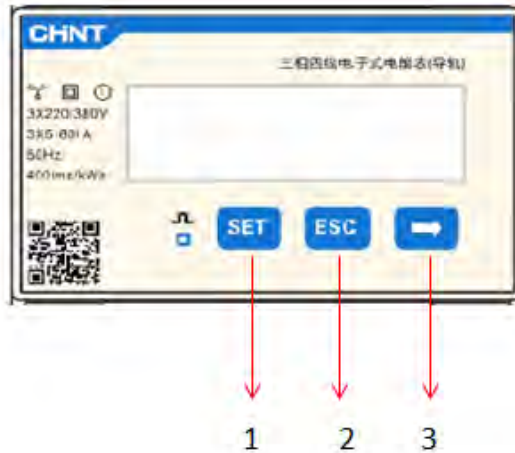 CHNT
三相四线电子式电能表(导轨)
3X220/380V
3X5(60)A
50Hz
400imp/kWh
SET
ESC
1
2
3